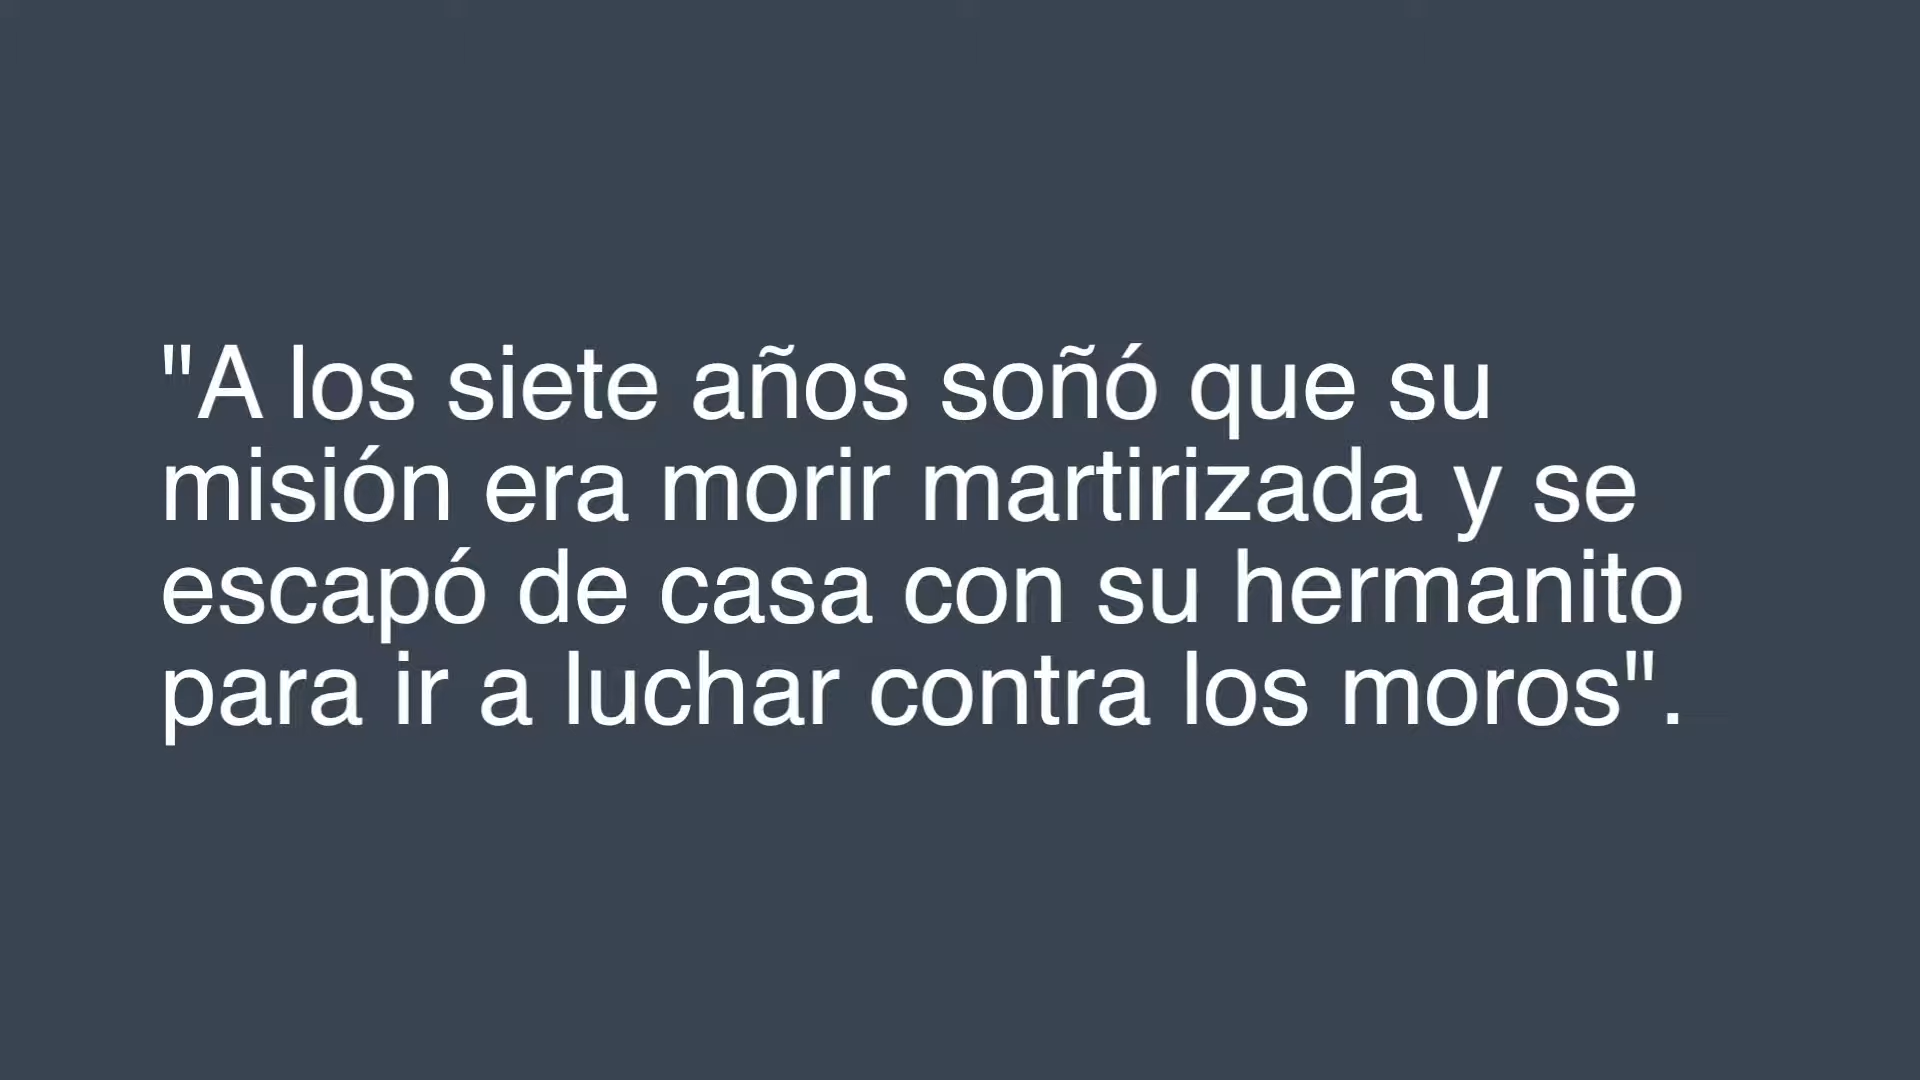 "A los siete años soñó que su
misión era morir martirizada y se
escapó de casa con su hermanito
para ir a luchar contra los moros".